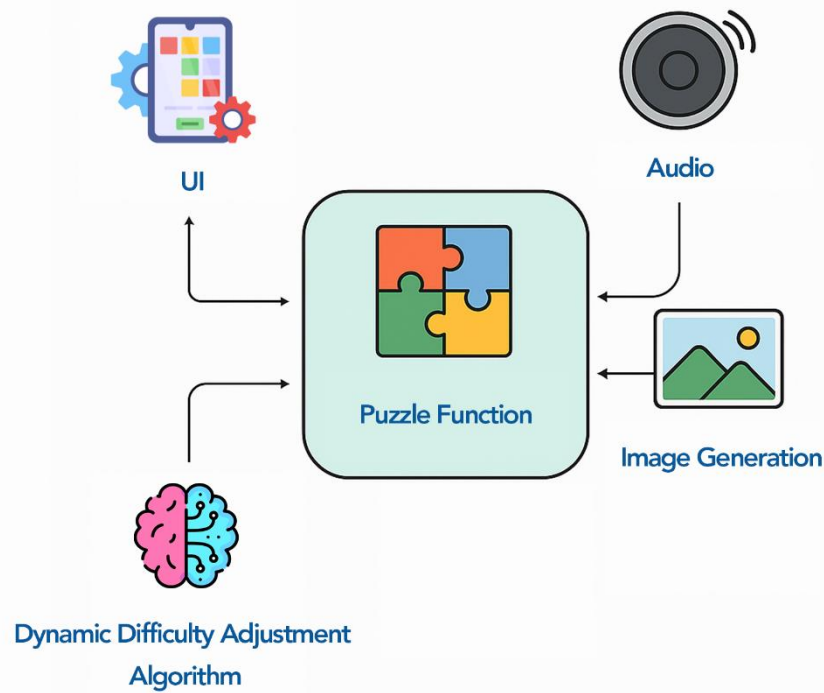 UI
Audio
Puzzle Function
Image Generation
Dynamic Difficulty Adjustment
Algorithm